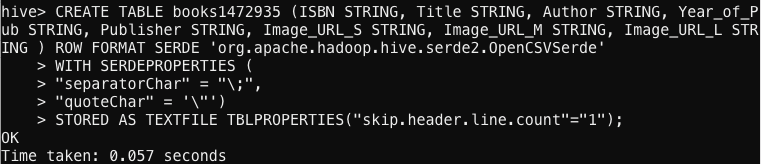 hive> CREATE TABLE books1472935 (ISBN STRING, Title STRING, Author STRING, Year_of_P
ub STRING, Publisher STRING, Image_URL_S STRING, Image_URL_M STRING, Image_URL_L STR
ING ) ROW FORMAT SERDE 'org.apache.hadoop.hive.serde2.OpenCSVSerde'
    > WITH SERDEPROPERTIES (
    > "separatorChar" = "\;",
    > "quoteChar" = '\"')
    > STORED AS TEXTFILE TBLPROPERTIES("skip.header.line.count"="1");
OK
Time taken: 0.057 seconds